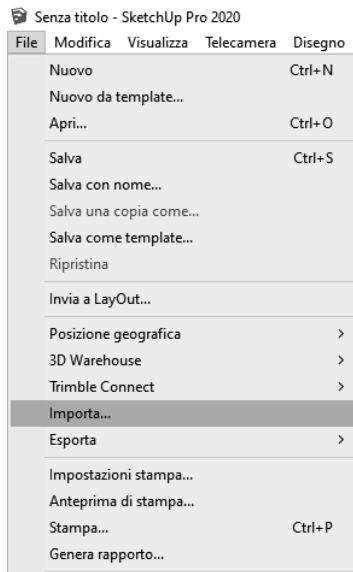 Senza titolo - SketchUp Pro 2020
File Modifica Visualizza Telecamera Disegno
Nuovo Ctrl+N
Nuovo da template...
Apri... Ctrl+O
Salva Ctrl+S
Salva con nome...
Salva una copia come...
Salva come template...
Ripristina
Invia a LayOut...
Posizione geografica >
3D Warehouse >
Trimble Connect >
Importa...
Esporta >
Impostazioni stampa...
Anteprima di stampa...
Stampa... Ctrl+P
Genera rapporto...